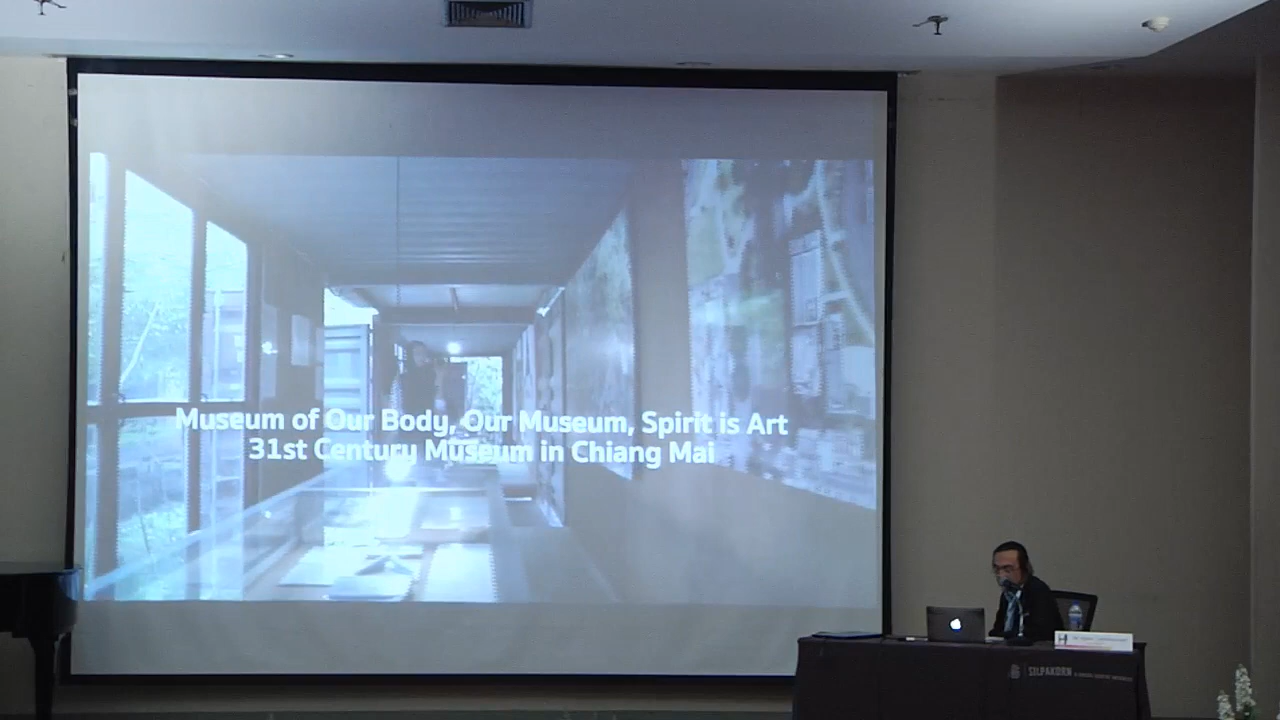 Museum of Our Body, Our Museum, Spirit is Art
31st Century Museum in Chiang Mai
SILPAKORN